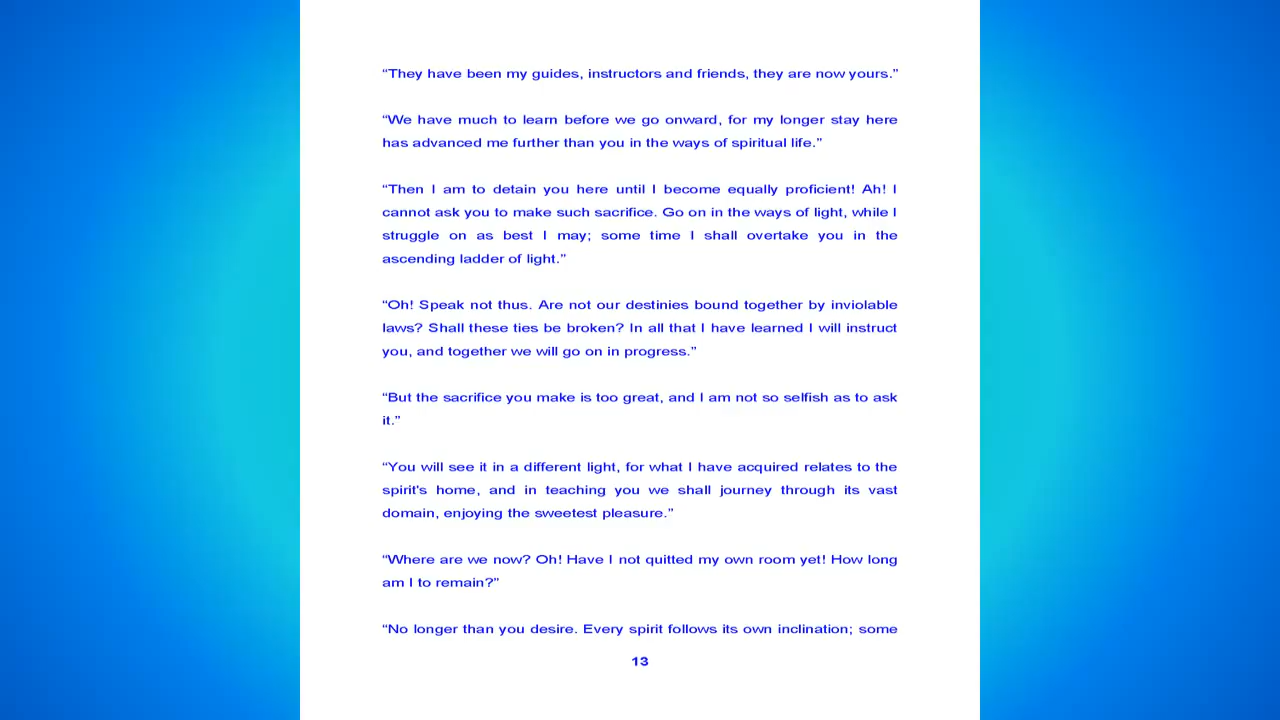 “They have been my guides, instructors and friends, they are now yours.”
“We have much to learn before we go onward, for my longer stay here
has advanced me further than you in the ways of spiritual life.”
“Then I am to detain you here until I become equally proficient! Ah! I
cannot ask you to make such sacrifice. Go on in the ways of light, while I
struggle on as best I may; some time I shall overtake you in the
ascending ladder of light.”
“Oh! Speak not thus. Are not our destinies bound together by inviolable
laws? Shall these ties be broken? In all that I have learned I will instruct
you, and together we will go on in progress.”
“But the sacrifice you make is too great, and I am not so selfish as to ask
it.”
“You will see it in a different light, for what I have acquired relates to the
spirit's home, and in teaching you we shall journey through its vast
domain, enjoying the sweetest pleasure.”
“Where are we now? Oh! Have I not quitted my own room yet! How long
am I to remain?”
“No longer than you desire. Every spirit follows its own inclination; some
13